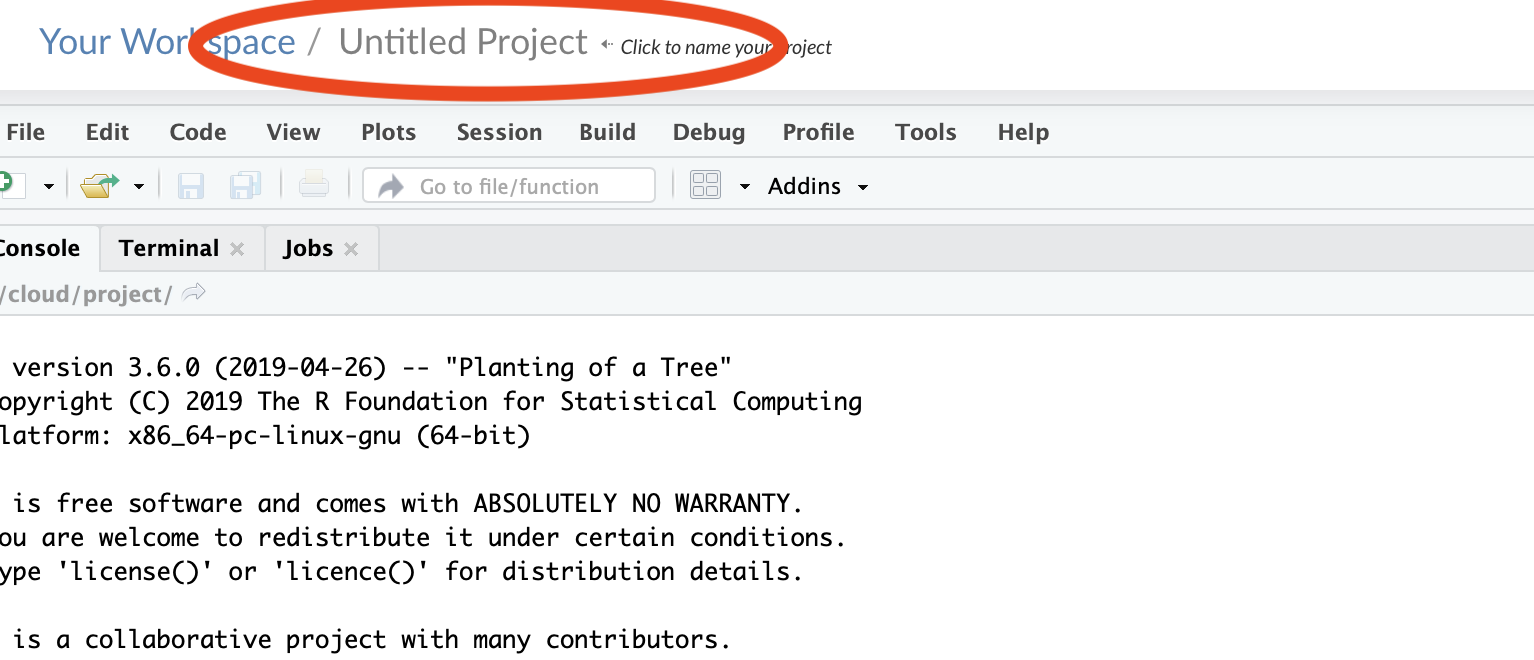 Your Workspace / Untitled Project Click to name your project
File Edit Code View Plots Session Build Debug Profile Tools Help
Go to file/function Addins
Console Terminal Jobs
/cloud/project/
version 3.6.0 (2019-04-26) -- "Planting of a Tree"
opyright (C) 2019 The R Foundation for Statistical Computing
latform: x86_64-pc-linux-gnu (64-bit)
is free software and comes with ABSOLUTELY NO WARRANTY.
ou are welcome to redistribute it under certain conditions.
ype 'license()' or 'licence()' for distribution details.
is a collaborative project with many contributors.